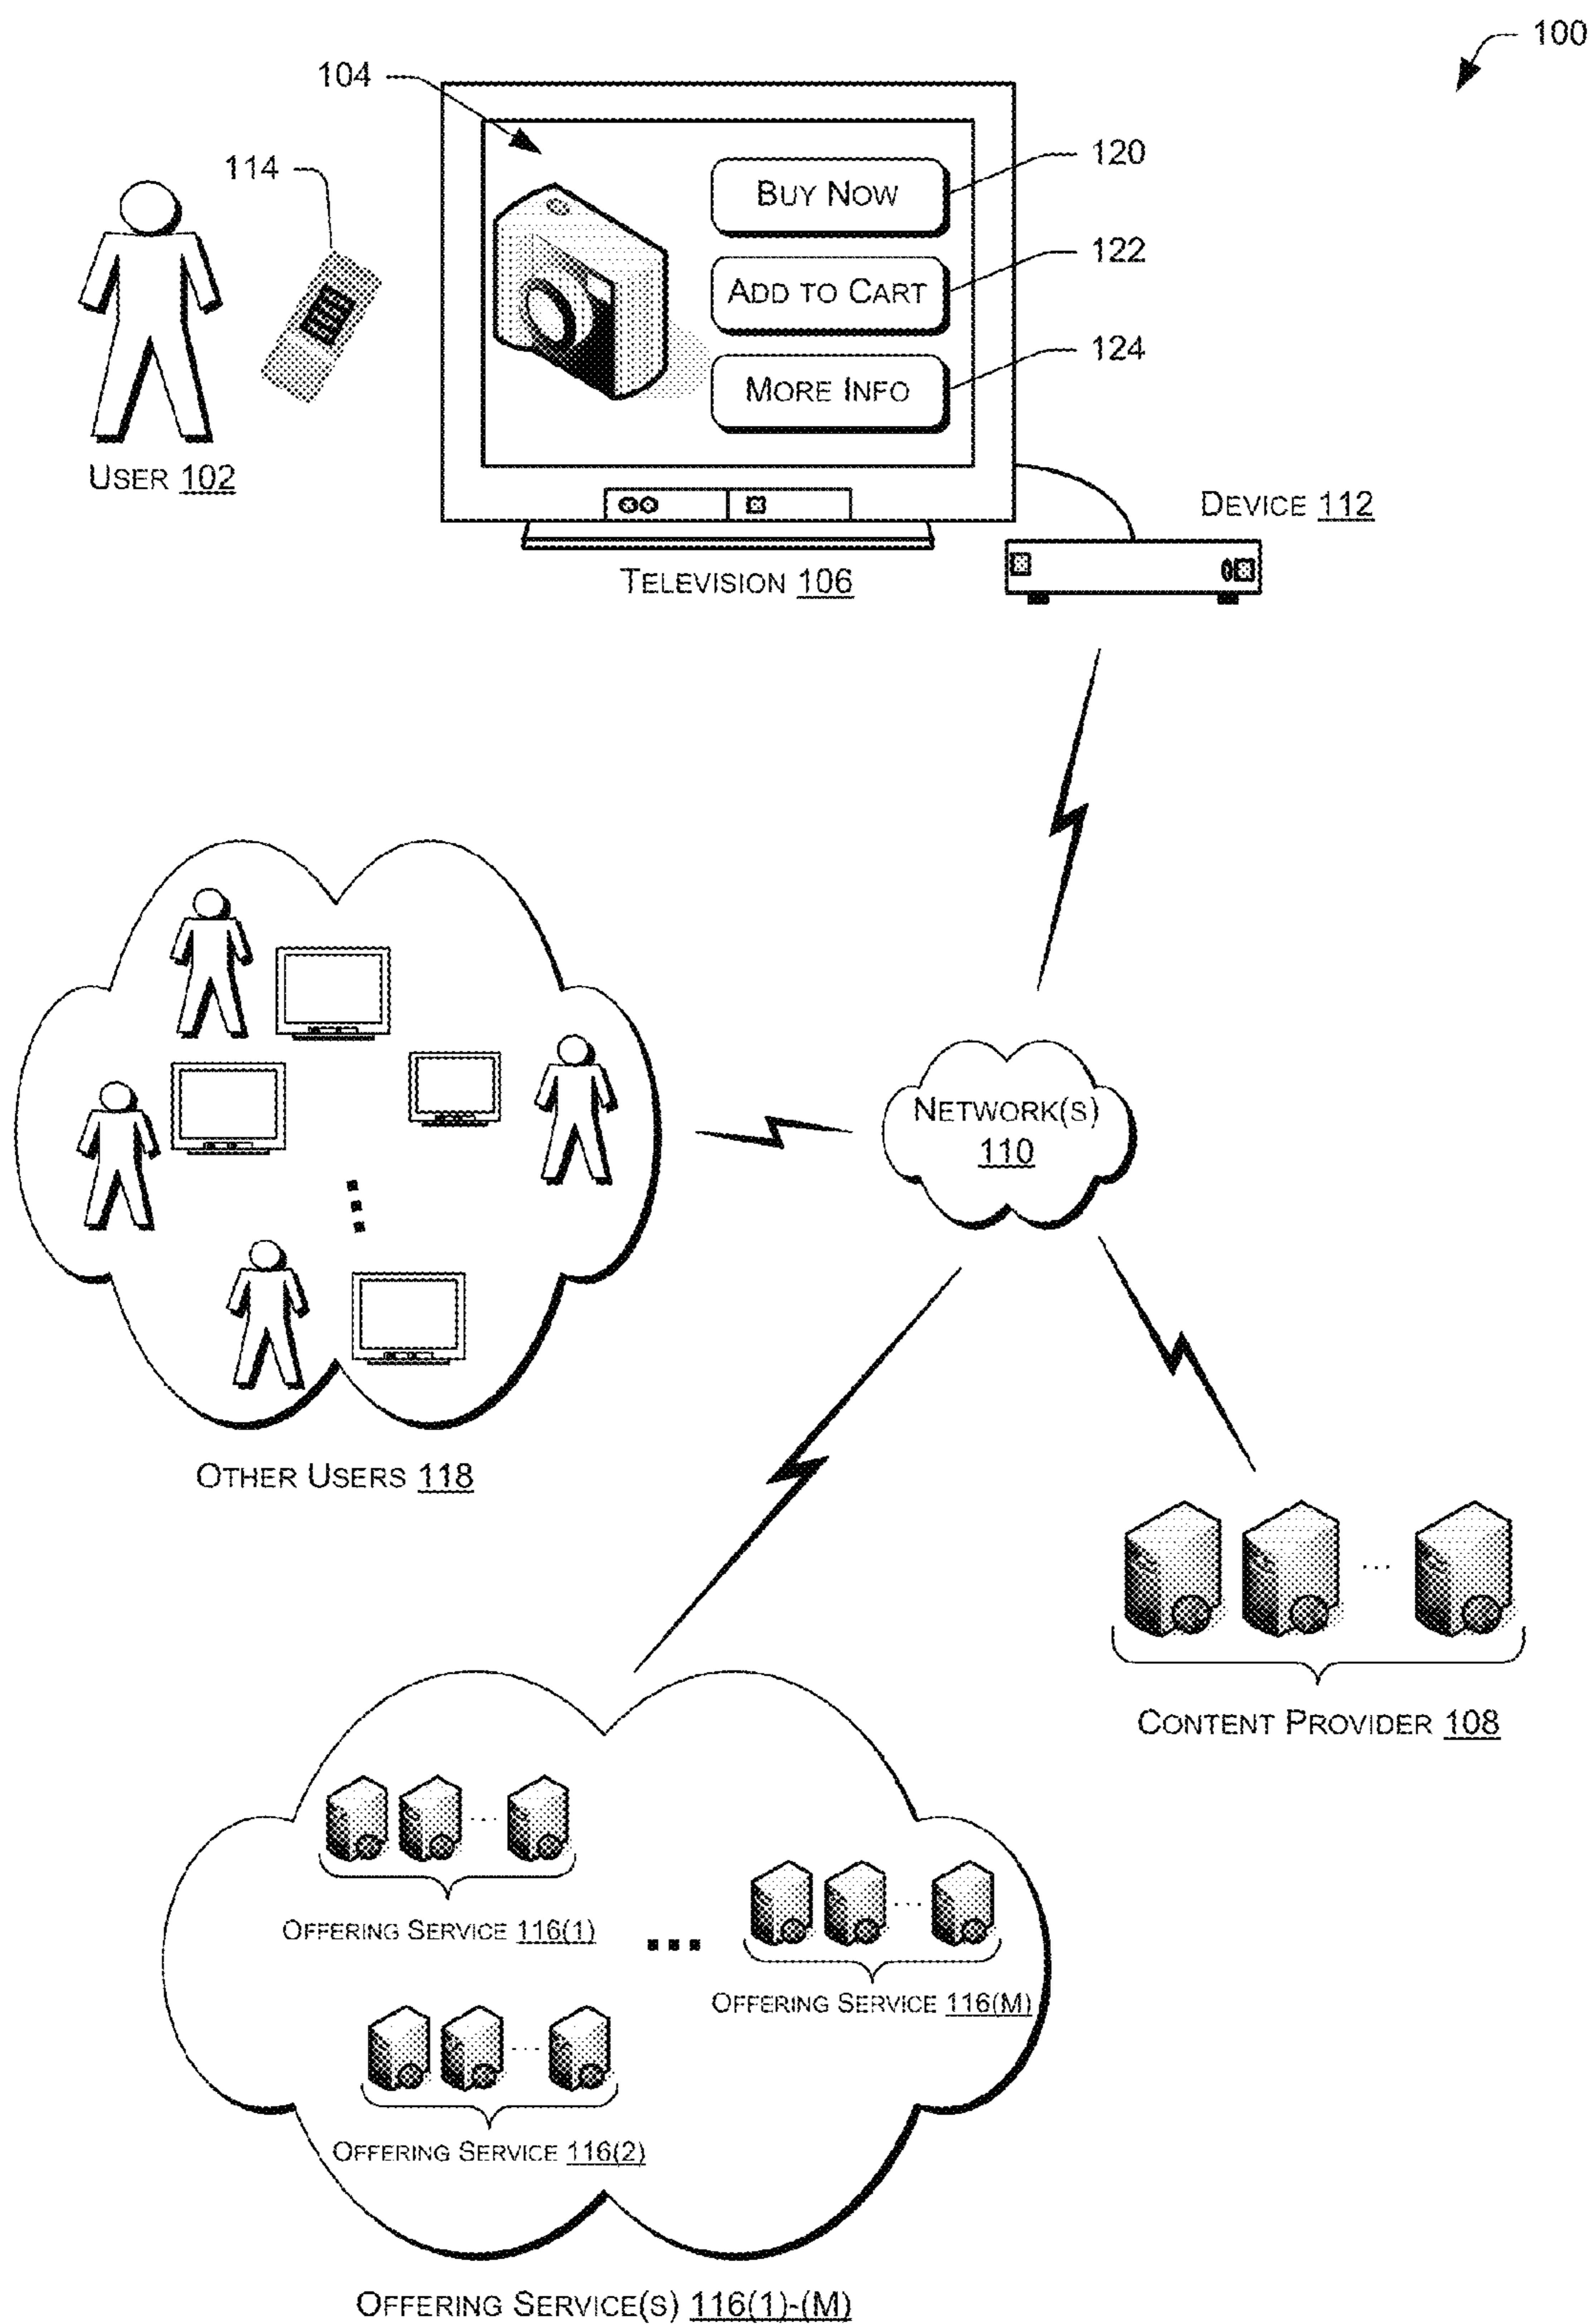 100
104
120
BUY NOW
114
122
ADD TO CART
124
MORE INFO
USER 102
DEVICE 112
TELEVISION 106
NETWORK(S)
110
OTHER USERS 118
CONTENT PROVIDER 108
OFFERING SERVICE 116(1)
OFFERING SERVICE 116(M)
OFFERING SERVICE 116(2)
OFFERING SERVICE(S) 116(1)-(M)